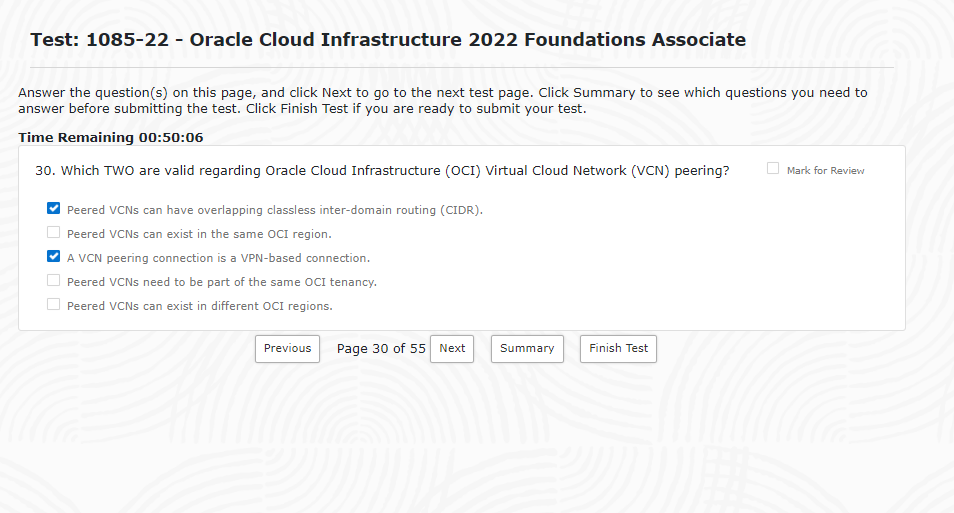 Test: 1085-22 - Oracle Cloud Infrastructure 2022 Foundations Associate
Answer the question(s) on this page, and click Next to go to the next test page. Click Summary to see which questions you need to
answer before submitting the test. Click Finish Test if you are ready to submit your test.
Time Remaining 00:50:06
30. Which TWO are valid regarding Oracle Cloud Infrastructure (OCI) Virtual Cloud Network (VCN) peering?
Mark for Review
Peered VCNs can have overlapping classless inter-domain routing (CIDR).
Peered VCNs can exist in the same OCI region.
A VCN peering connection is a VPN-based connection.
Peered VCNs need to be part of the same OCI tenancy.
Peered VCNs can exist in different OCI regions.
Previous Page 30 of 55 Next Summary Finish Test